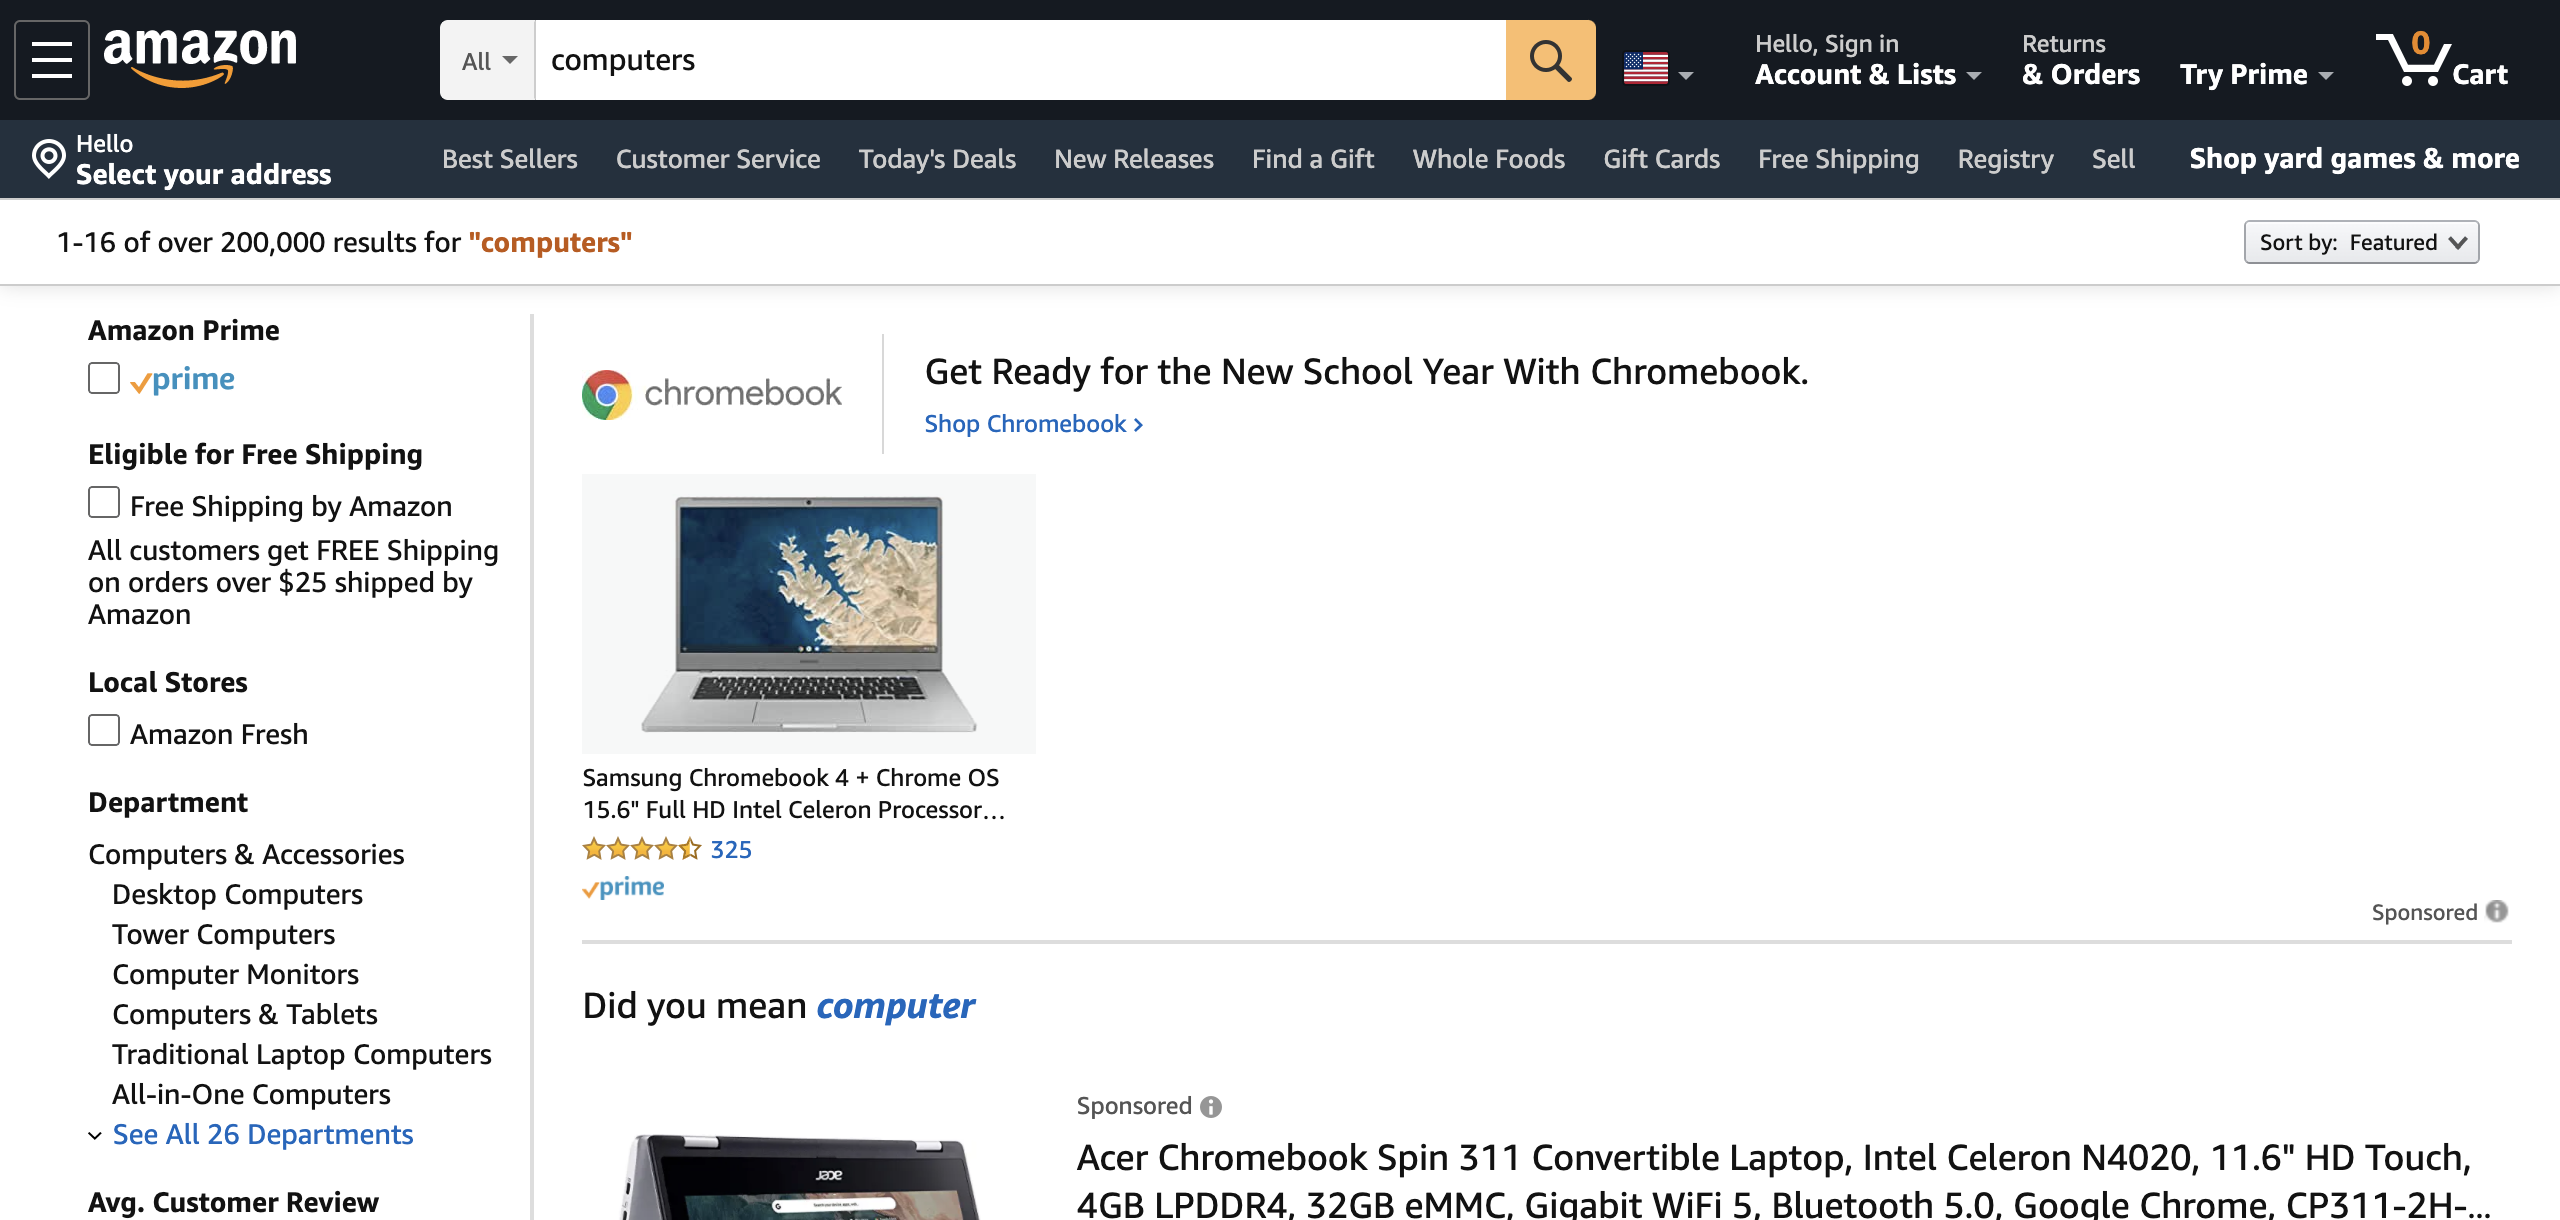 amazon
All
computers
Hello, Sign in
Account & Lists
Returns
& Orders
Try Prime
0
Cart
Hello
Select your address
Best Sellers
Customer Service
Today's Deals
New Releases
Find a Gift
Whole Foods
Gift Cards
Free Shipping
Registry
Sell
Shop yard games & more
1-16 of over 200,000 results for "computers"
Sort by: Featured
Amazon Prime
prime
Eligible for Free Shipping
Free Shipping by Amazon
All customers get FREE Shipping
on orders over $25 shipped by
Amazon
Local Stores
Amazon Fresh
Department
Computers & Accessories
Desktop Computers
Tower Computers
Computer Monitors
Computers & Tablets
Traditional Laptop Computers
All-in-One Computers
See All 26 Departments
Avg. Customer Review
chromebook
Get Ready for the New School Year With Chromebook.
Shop Chromebook ›
Samsung Chromebook 4 + Chrome OS
15.6" Full HD Intel Celeron Processor…
325
prime
Sponsored
Did you mean computer
Sponsored
Acer Chromebook Spin 311 Convertible Laptop, Intel Celeron N4020, 11.6" HD Touch,
4GB LPDDR4, 32GB eMMC, Gigabit WiFi 5, Bluetooth 5.0, Google Chrome, CP311-2H-...
acer